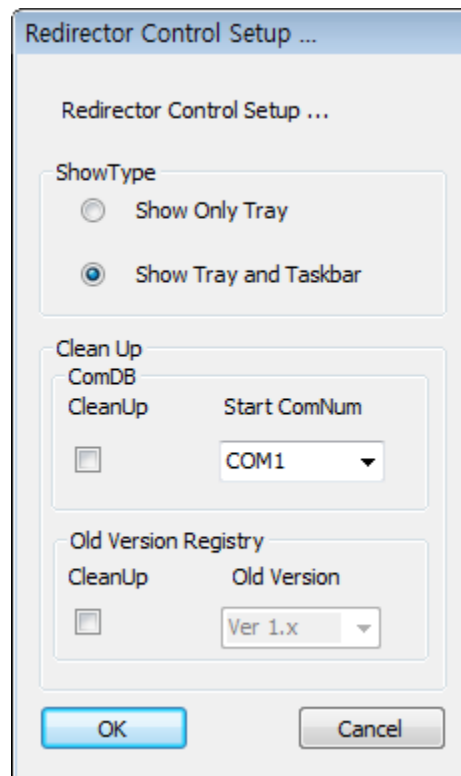 Redirector Control Setup ...
Redirector Control Setup ...
ShowType
Show Only Tray
Show Tray and Taskbar
Clean Up
ComDB
CleanUp Start ComNum
COM1
Old Version Registry
CleanUp Old Version
Ver 1.x
OK Cancel